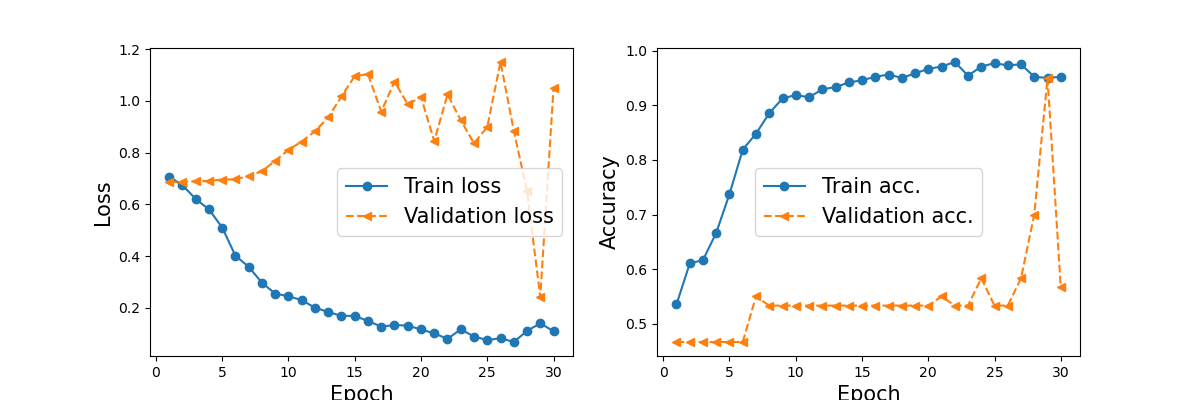 1.2
1.0
0.8
0.6
0.4
0.2
Loss
Train loss
Validation loss
0 5 10 15 20 25 30
Epoch
1.0
0.9
0.8
0.7
0.6
0.5
Accuracy
Train acc.
Validation acc.
0 5 10 15 20 25 30
Epoch